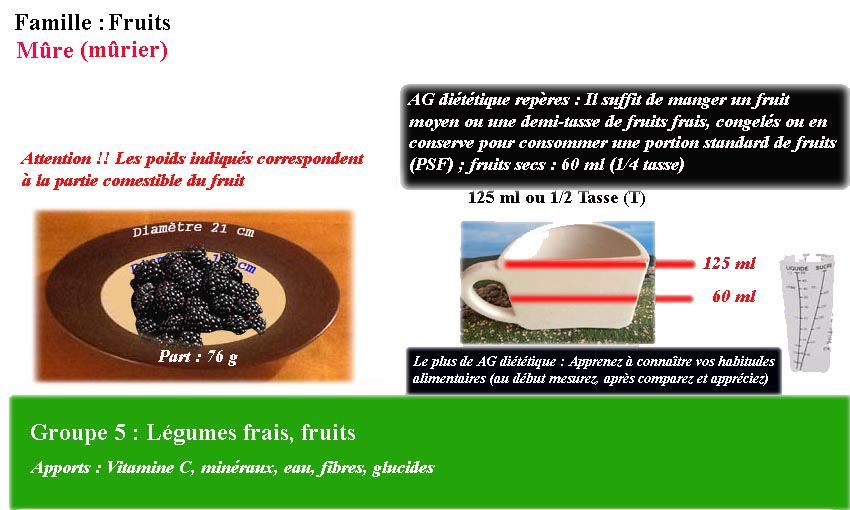 Famille : Fruits
Mûre (mûrier)
AG diététique repères : Il suffit de manger un fruit
moyen ou une demi-tasse de fruits frais, congelés ou en
conserve pour consommer une portion standard de fruits
(PSF) ; fruits secs : 60 ml (1/4 tasse)
Attention !! Les poids indiqués correspondent
à la partie comestible du fruit
125 ml ou 1/2 Tasse (T)
Diamètre 21 cm
cm
Part : 76 g
125 ml
60 ml
LIQUIDE SUCRE
Le plus de AG diététique : Apprenez à connaître vos habitudes
alimentaires (au début mesurez, après comparez et appréciez)
Groupe 5 : Légumes frais, fruits
Apports : Vitamine C, minéraux, eau, fibres, glucides